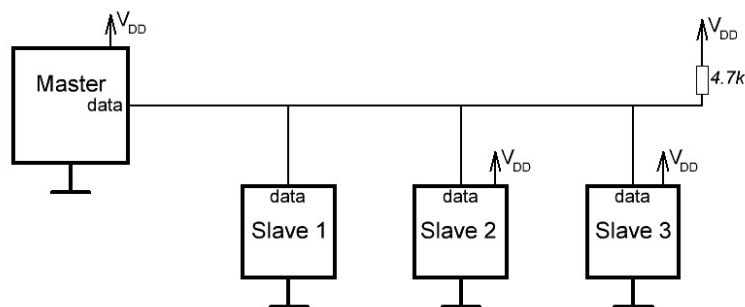 VDD
VDD
Master
4.7k
data
VDD
VDD
data
data
data
Slave 1
Slave 2
Slave 3